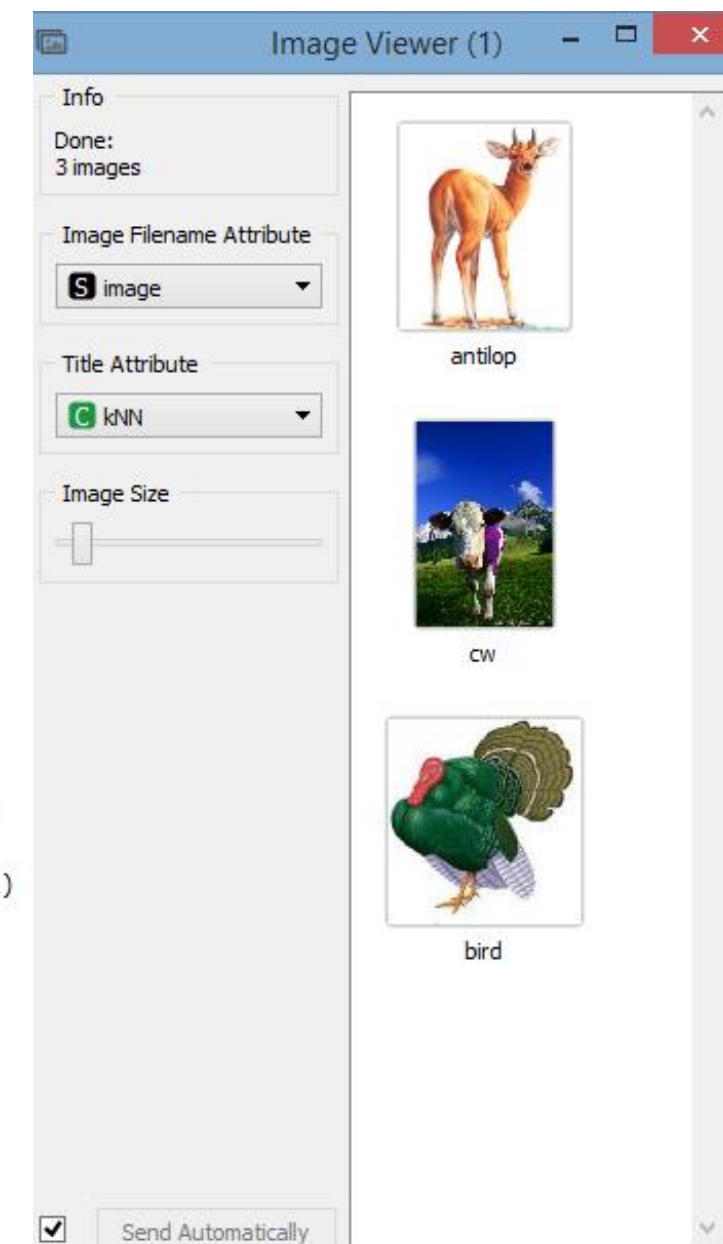 Image Viewer (1)
Info
Done:
3 images
Image Filename Attribute
S image
Title Attribute
C kNN
Image Size
antilop
cw
bird
)
Send Automatically